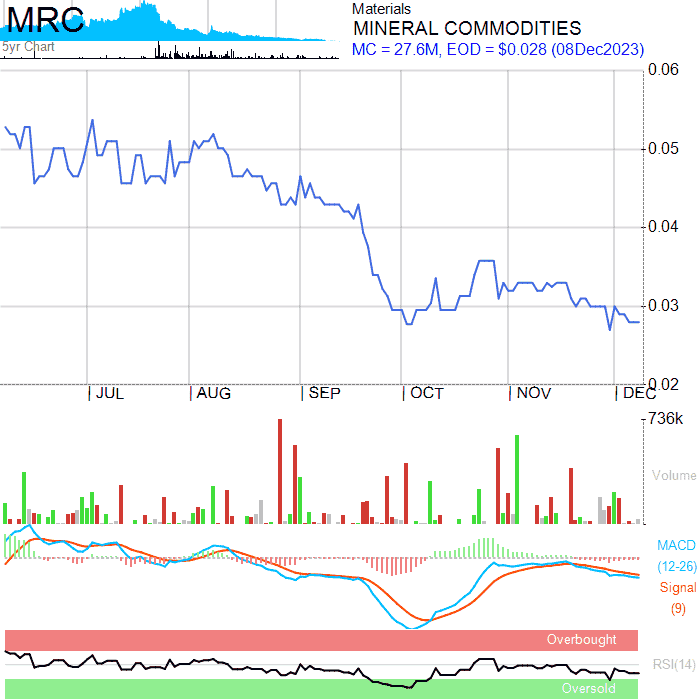 MRC
5yr Chart
Materials
MINERAL COMMODITIES
MC = 27.6M, EOD = $0.028 (08Dec2023)
0.06
0.05
0.04
0.03
0.02
JUL AUG SEP OCT NOV DEC
736k
Volume
MACD
(12-26)
Signal
(9)
Overbought
RSI(14)
Oversold